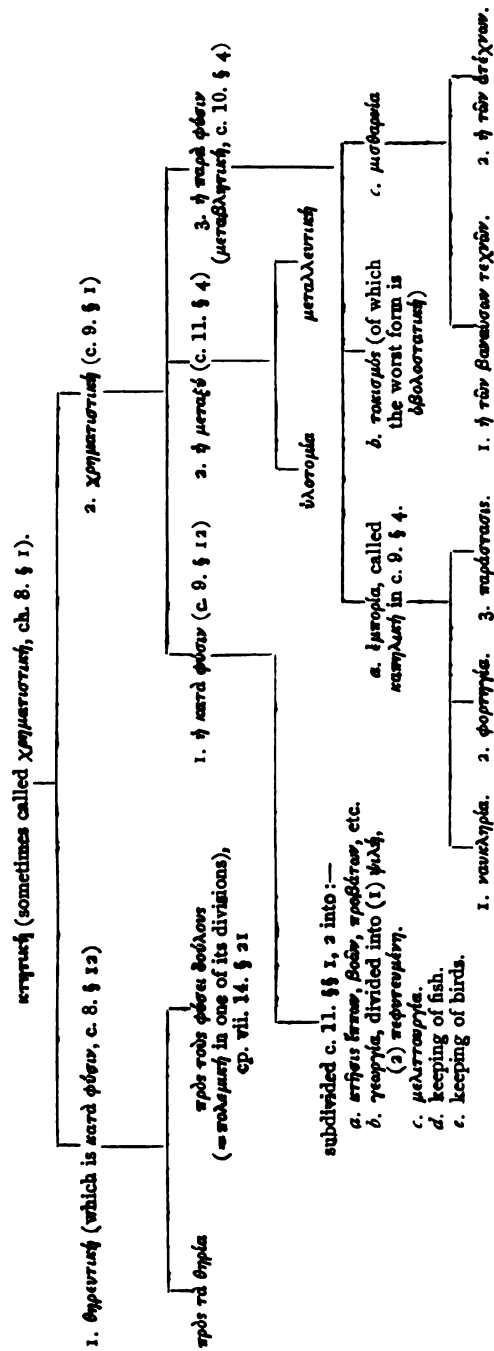 κτητική (sometimes called χρηματιστική, ch. 8. § 1).
1. θηρευτική (which is κατὰ φύσιν, c. 8. § 12)
2. χρηματιστική (c. 9. § 1)
πρὸς τὰ θηρία
πρὸς τοὺς φύσει δούλους
(= πολεμική in one of its divisions),
cp. vii. 14. § 21
1. ἡ κατὰ φύσιν (c. 9. § 12)
2. ἡ μεταξύ (c. 11. § 4)
3. ἡ παρὰ φύσιν
(μεταβλητική, c. 10. § 4)
subdivided c. 11. §§ 1, 2 into:—
a. κτῆσις ἵππων, βοῶν, προβάτων, etc.
b. γεωργία, divided into (1) ψιλή,
(2) πεφυτευμένη.
c. μελιττουργία.
d. keeping of fish.
e. keeping of birds.
ὑλοτομία
μεταλλευτική
a. ἐμπορία, called
καπηλική in c. 9. § 4.
b. τοκισμός (of which
the worst form is
ὀβολοστατική)
c. μισθαρνία
1. ναυκληρία.
2. φορτηγία.
3. παράστασις.
1. ἡ τῶν βαναύσων τεχνῶν.
2. ἡ τῶν ἀτέχνων.